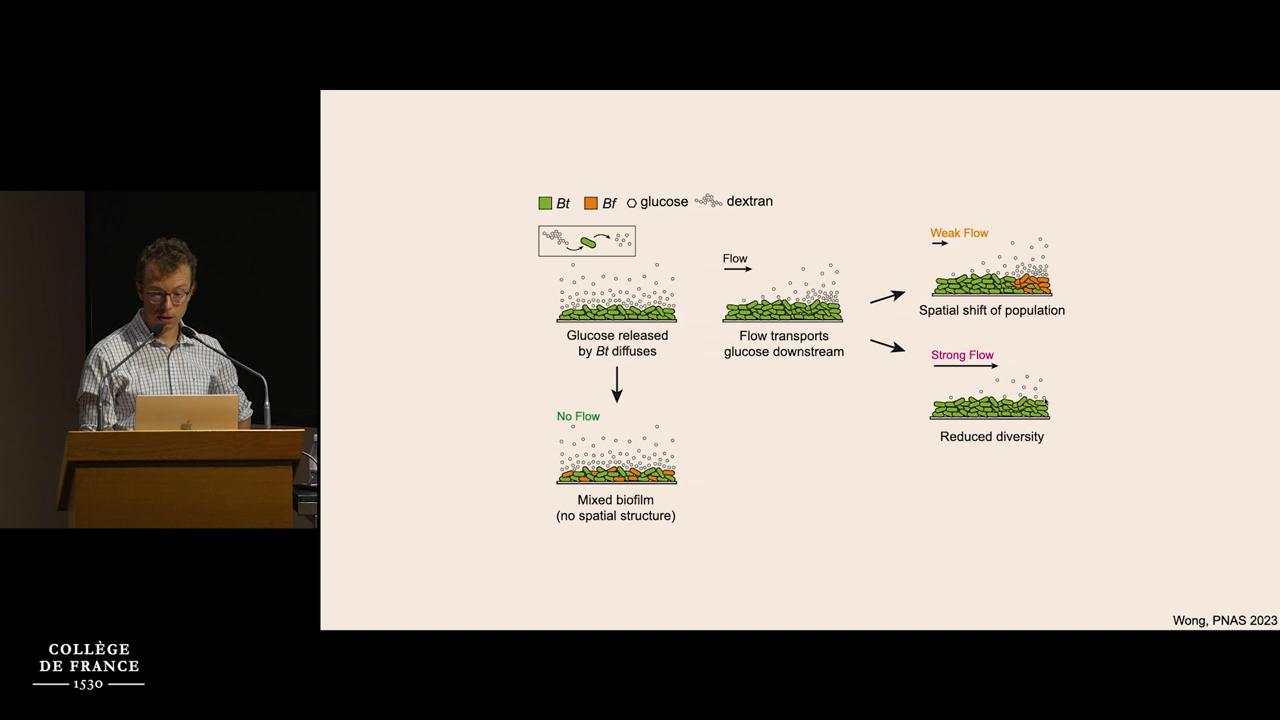 Bt Bf glucose dextran
Glucose released
by Bt diffuses
Flow
Flow transports
glucose downstream
Weak Flow
Spatial shift of population
Strong Flow
Reduced diversity
No Flow
Mixed biofilm
(no spatial structure)
Wong, PNAS 2023
COLLÈGE
DE FRANCE
1530